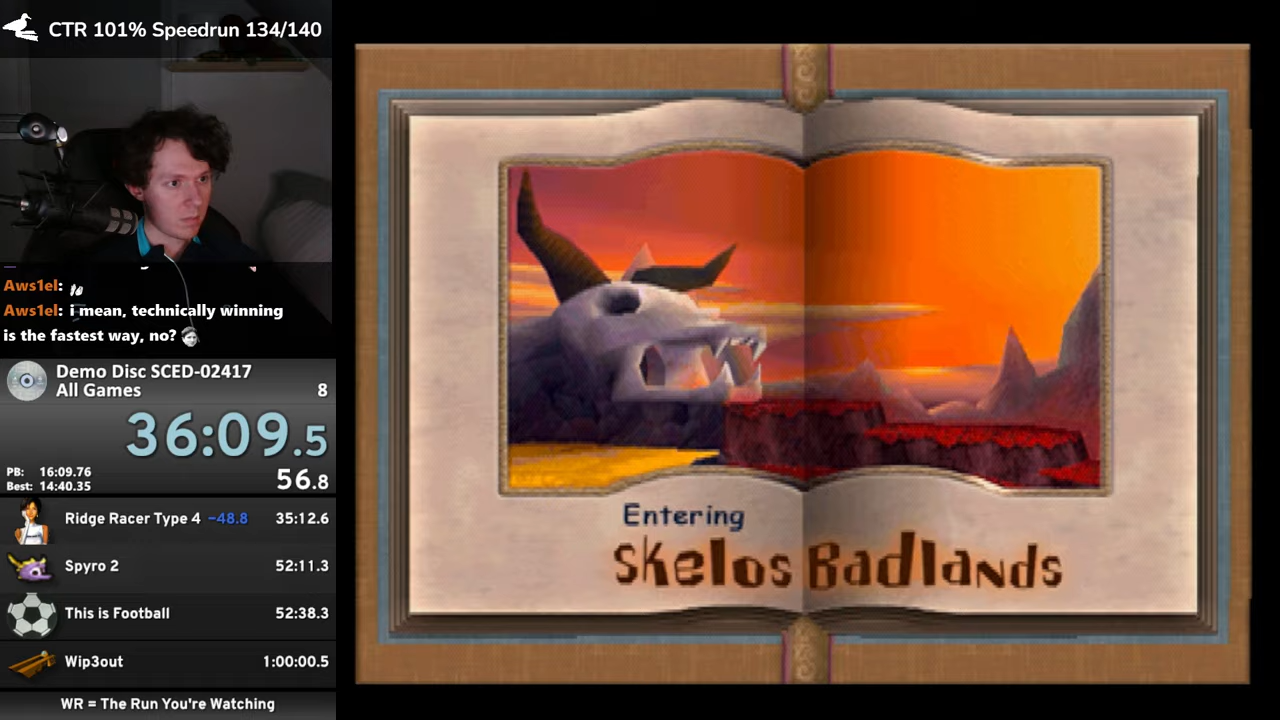 CTR 101% Speedrun 134/140
Aws1el:
Aws1el: i mean, technically winning
is the fastest way, no?
Demo Disc SCED-02417
All Games 8
36:09.5
PB: 16:09.76
Best: 14:40.35
56.8
Ridge Racer Type 4 −48.8 35:12.6
Spyro 2 52:11.3
This is Football 52:38.3
Wip3out 1:00:00.5
WR = The Run You're Watching
Entering
Skelos Badlands